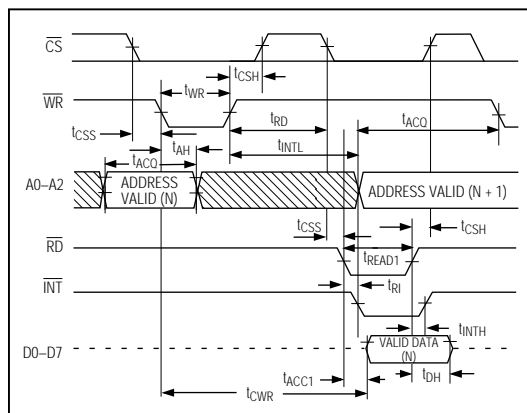 CS
tCSH
tWR
WR
tCSS
tAH
tRD
tACQ
tACQ
tINTL
A0–A2
ADDRESS
VALID (N)
ADDRESS VALID (N + 1)
tCSS
tCSH
RD
tREAD1
tRI
INT
tINTH
VALID DATA
(N)
D0–D7
tACC1
tDH
tCWR